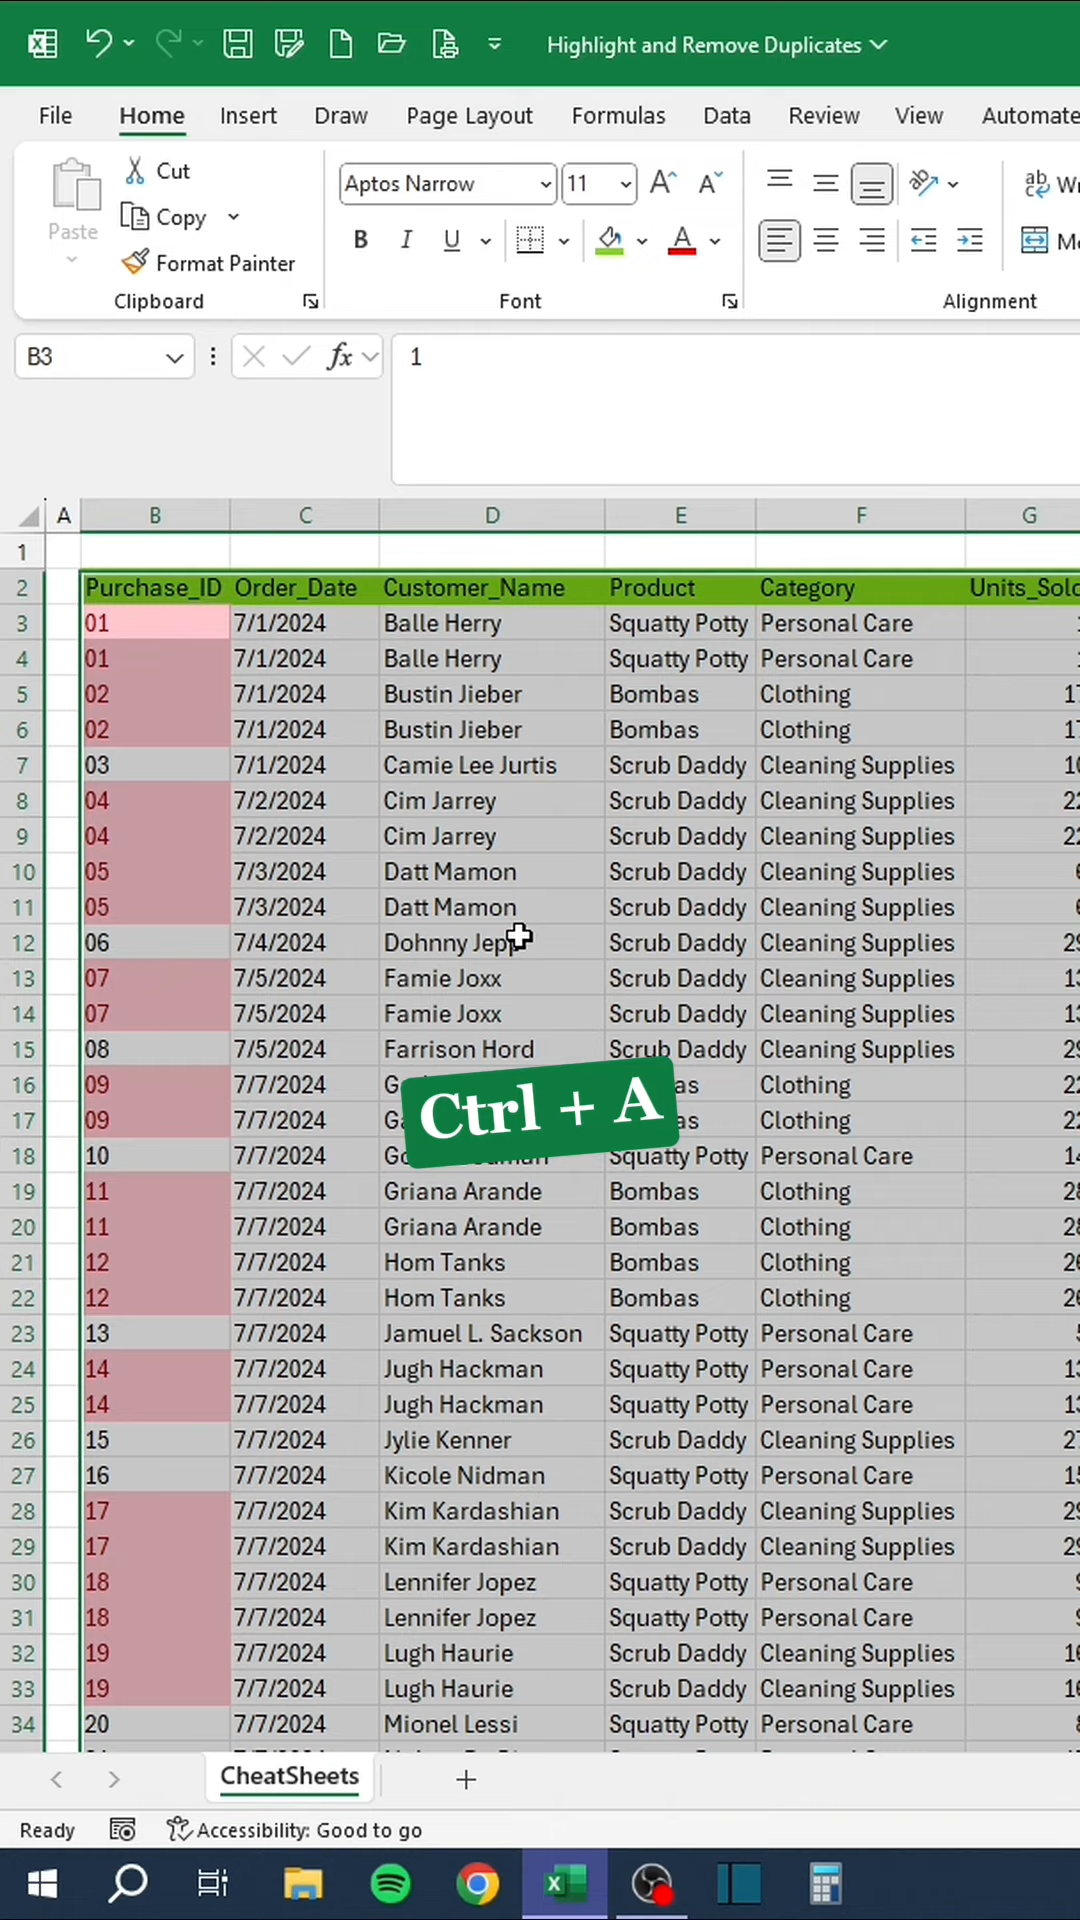 Highlight and Remove Duplicates
File Home Insert Draw Page Layout Formulas Data Review View Automate
Paste
Cut
Copy
Format Painter
Clipboard
Aptos Narrow 11
B I U A
Font
ab
Alignment
B3 fx 1
A B C D E F G
1
2 Purchase_ID Order_Date Customer_Name Product Category Units_Sold
3 01 7/1/2024 Balle Herry Squatty Potty Personal Care
4 01 7/1/2024 Balle Herry Squatty Potty Personal Care
5 02 7/1/2024 Bustin Jieber Bombas Clothing
6 02 7/1/2024 Bustin Jieber Bombas Clothing
7 03 7/1/2024 Camie Lee Jurtis Scrub Daddy Cleaning Supplies
8 04 7/2/2024 Cim Jarrey Scrub Daddy Cleaning Supplies
9 04 7/2/2024 Cim Jarrey Scrub Daddy Cleaning Supplies
10 05 7/3/2024 Datt Mamon Scrub Daddy Cleaning Supplies
11 05 7/3/2024 Datt Mamon Scrub Daddy Cleaning Supplies
12 06 7/4/2024 Dohnny Jepp Scrub Daddy Cleaning Supplies
13 07 7/5/2024 Famie Joxx Scrub Daddy Cleaning Supplies
14 07 7/5/2024 Famie Joxx Scrub Daddy Cleaning Supplies
15 08 7/5/2024 Farrison Hord Scrub Daddy Cleaning Supplies
16 09 7/7/2024 Clothing
17 09 7/7/2024 Clothing
Ctrl + A
18 10 7/7/2024 Squatty Potty Personal Care
19 11 7/7/2024 Griana Arande Bombas Clothing
20 11 7/7/2024 Griana Arande Bombas Clothing
21 12 7/7/2024 Hom Tanks Bombas Clothing
22 12 7/7/2024 Hom Tanks Bombas Clothing
23 13 7/7/2024 Jamuel L. Sackson Squatty Potty Personal Care
24 14 7/7/2024 Jugh Hackman Squatty Potty Personal Care
25 14 7/7/2024 Jugh Hackman Squatty Potty Personal Care
26 15 7/7/2024 Jylie Kenner Scrub Daddy Cleaning Supplies
27 16 7/7/2024 Kicole Nidman Squatty Potty Personal Care
28 17 7/7/2024 Kim Kardashian Scrub Daddy Cleaning Supplies
29 17 7/7/2024 Kim Kardashian Scrub Daddy Cleaning Supplies
30 18 7/7/2024 Lennifer Jopez Squatty Potty Personal Care
31 18 7/7/2024 Lennifer Jopez Squatty Potty Personal Care
32 19 7/7/2024 Lugh Haurie Scrub Daddy Cleaning Supplies
33 19 7/7/2024 Lugh Haurie Scrub Daddy Cleaning Supplies
34 20 7/7/2024 Mionel Lessi Squatty Potty Personal Care
CheatSheets
Ready Accessibility: Good to go